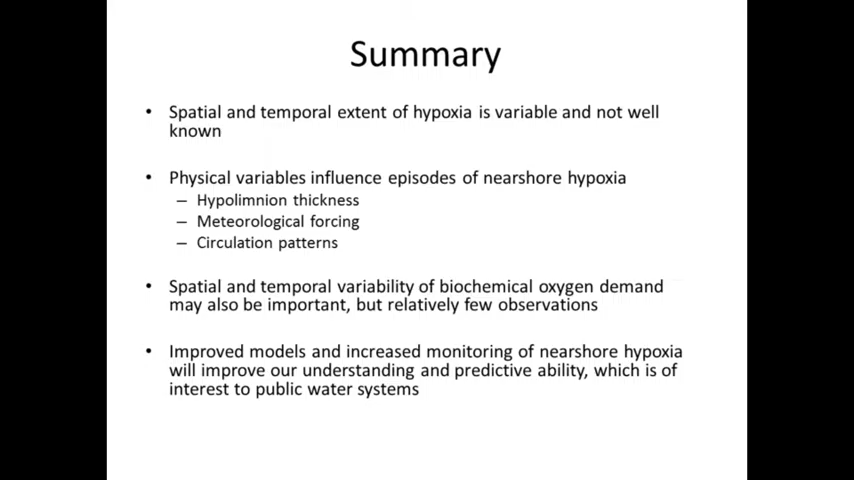 Summary
• Spatial and temporal extent of hypoxia is variable and not well
known
• Physical variables influence episodes of nearshore hypoxia
– Hypolimnion thickness
– Meteorological forcing
– Circulation patterns
• Spatial and temporal variability of biochemical oxygen demand
may also be important, but relatively few observations
• Improved models and increased monitoring of nearshore hypoxia
will improve our understanding and predictive ability, which is of
interest to public water systems